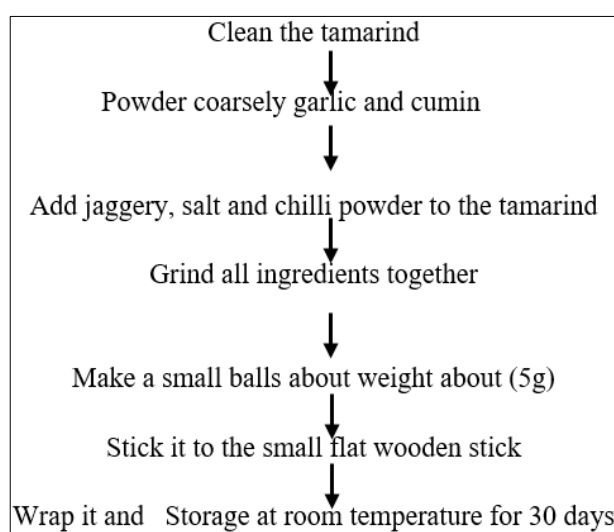 Clean the tamarind
Powder coarsely garlic and cumin
Add jaggery, salt and chilli powder to the tamarind
Grind all ingredients together
Make a small balls about weight about (5g)
Stick it to the small flat wooden stick
Wrap it and Storage at room temperature for 30 days